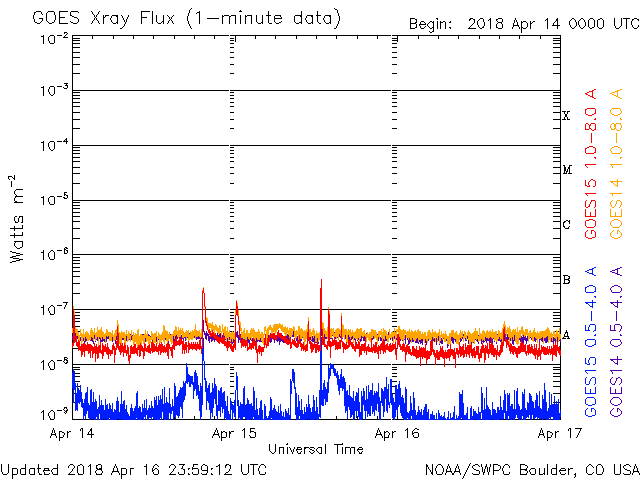 GOES Xray Flux (1-minute data)
Begin: 2018 Apr 14 0000 UTC
10-2
10-3
10-4
10-5
10-6
10-7
10-8
10-9
Watts m-2
X
M
C
B
A
GOES15 1.0-8.0 A
GOES14 1.0-8.0 A
GOES15 0.5-4.0 A
GOES14 0.5-4.0 A
Apr 14
Apr 15
Apr 16
Apr 17
Universal Time
Updated 2018 Apr 16 23:59:12 UTC
NOAA/SWPC Boulder, CO USA